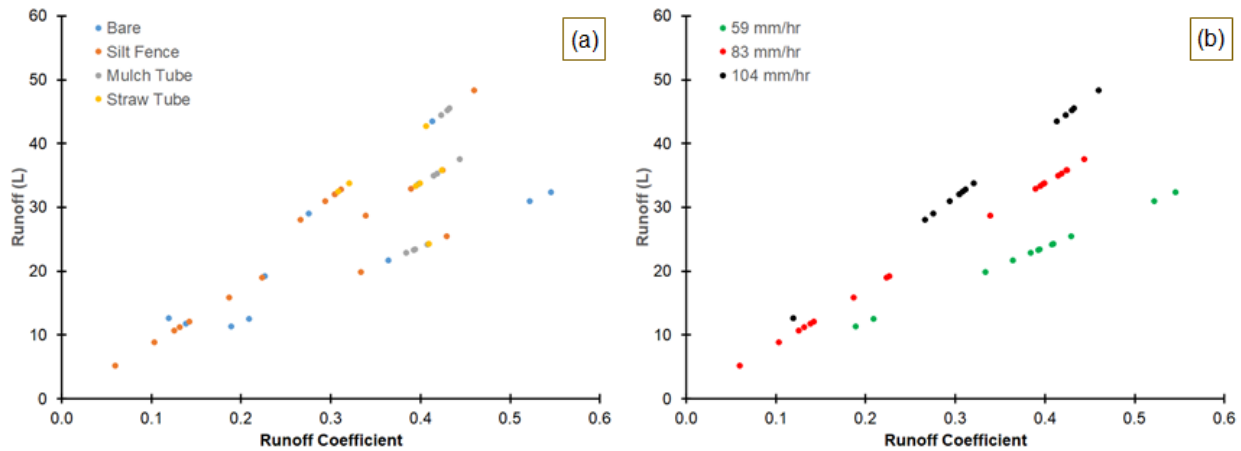 60
50
40
30
20
10
0
Runoff (L)
Bare
Silt Fence
Mulch Tube
Straw Tube
(a)
0.0 0.1 0.2 0.3 0.4 0.5 0.6
Runoff Coefficient
60
50
40
30
20
10
0
Runoff (L)
59 mm/hr
83 mm/hr
104 mm/hr
(b)
0.0 0.1 0.2 0.3 0.4 0.5 0.6
Runoff Coefficient